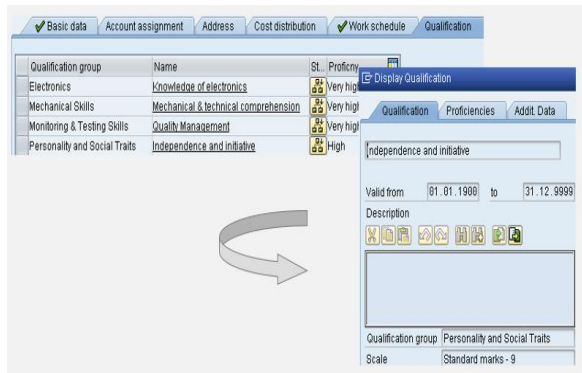 Basic data Account assignment Address Cost distribution Work schedule Qualification
Qualification group Name St... Proficny
Electronics Knowledge of electronics Very high
Mechanical Skills Mechanical & technical comprehension Very high
Monitoring & Testing Skills Quality Management Very high
Personality and Social Traits Independence and initiative High
Display Qualification
Qualification Proficiencies Addit. Data
Independence and initiative
Valid from 01.01.1900 to 31.12.9999
Description
Qualification group Personality and Social Traits
Scale Standard marks - 9